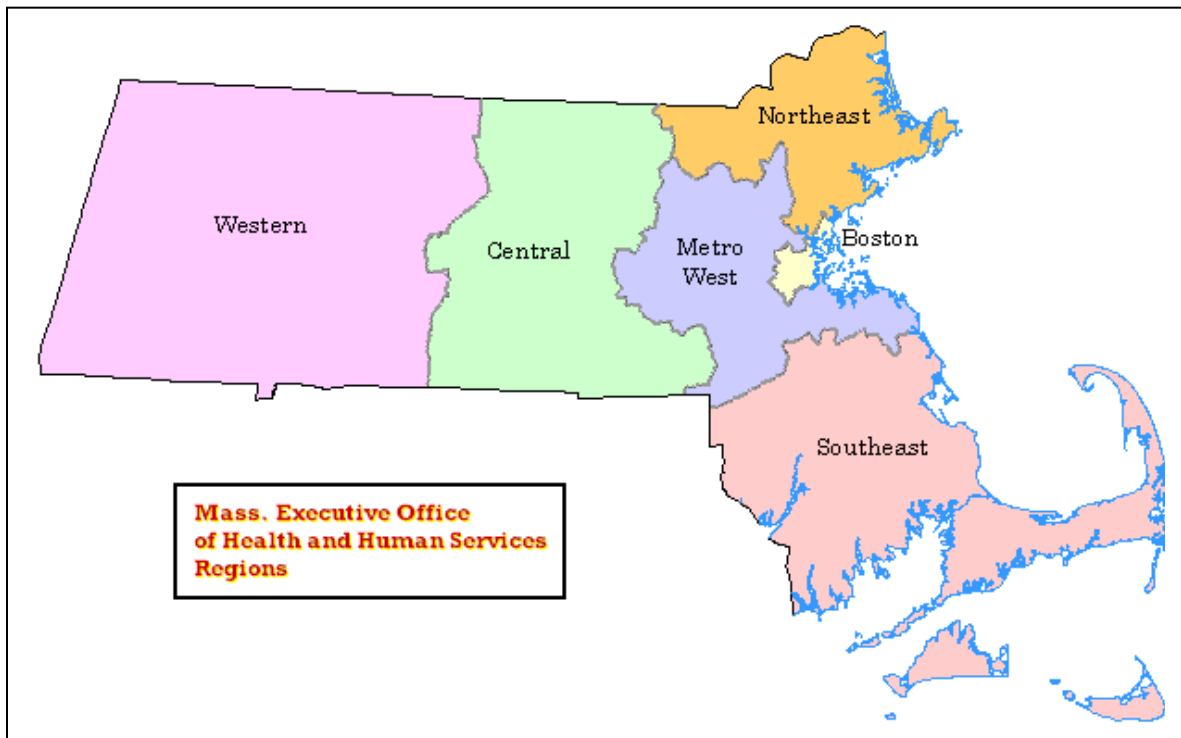 Northeast
Western
Central
Metro
West
Boston
Southeast
Mass. Executive Office
of Health and Human Services
Regions